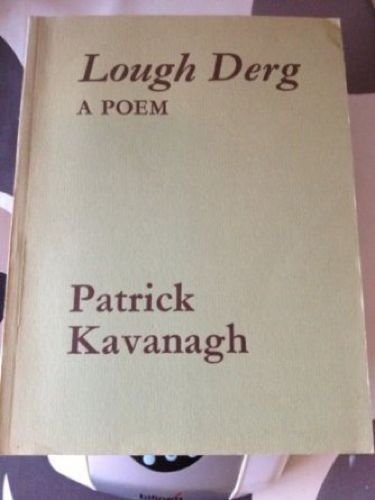 Lough Derg
A POEM
Patrick
Kavanagh